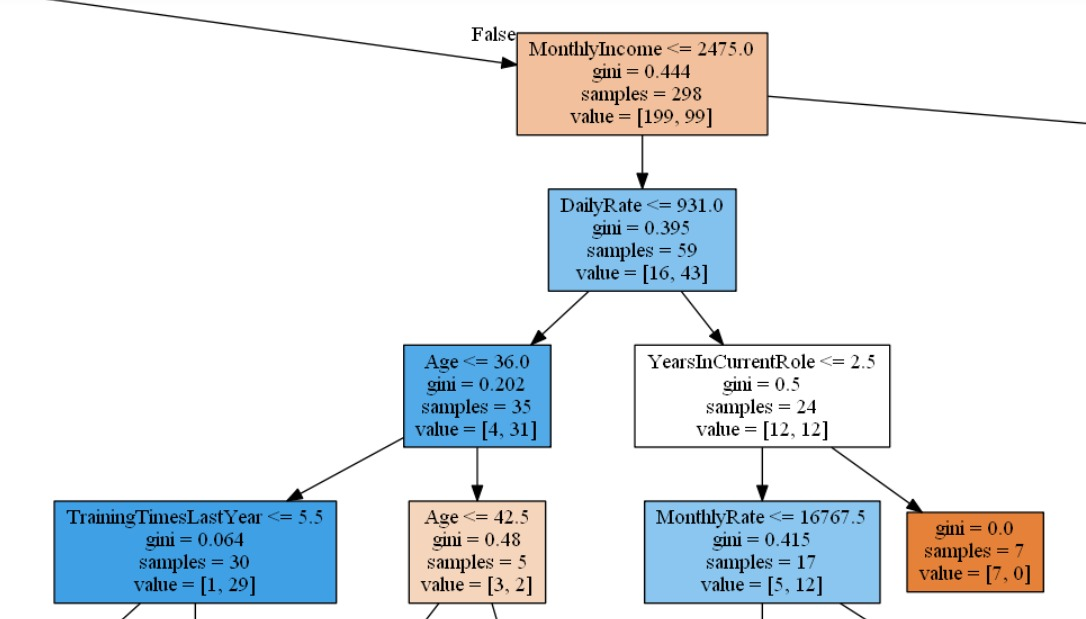 False
MonthlyIncome <= 2475.0
gini = 0.444
samples = 298
value = [199, 99]
DailyRate <= 931.0
gini = 0.395
samples = 59
value = [16, 43]
Age <= 36.0
gini = 0.202
samples = 35
value = [4, 31]
YearsInCurrentRole <= 2.5
gini = 0.5
samples = 24
value = [12, 12]
TrainingTimesLastYear <= 5.5
gini = 0.064
samples = 30
value = [1, 29]
Age <= 42.5
gini = 0.48
samples = 5
value = [3, 2]
MonthlyRate <= 16767.5
gini = 0.415
samples = 17
value = [5, 12]
gini = 0.0
samples = 7
value = [7, 0]